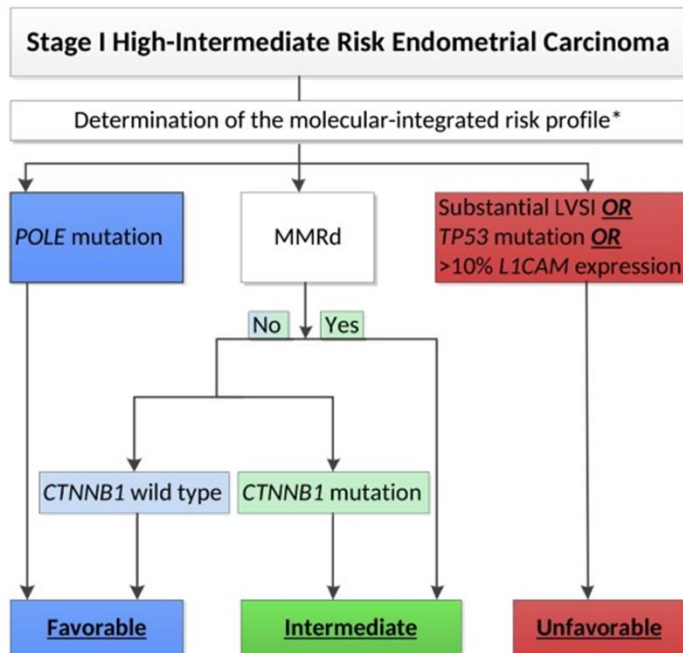 Stage I High-Intermediate Risk Endometrial Carcinoma
Determination of the molecular-integrated risk profile*
POLE mutation
MMRd
Substantial LVSI OR
TP53 mutation OR
>10% L1CAM expression
No
Yes
CTNNB1 wild type
CTNNB1 mutation
Favorable
Intermediate
Unfavorable